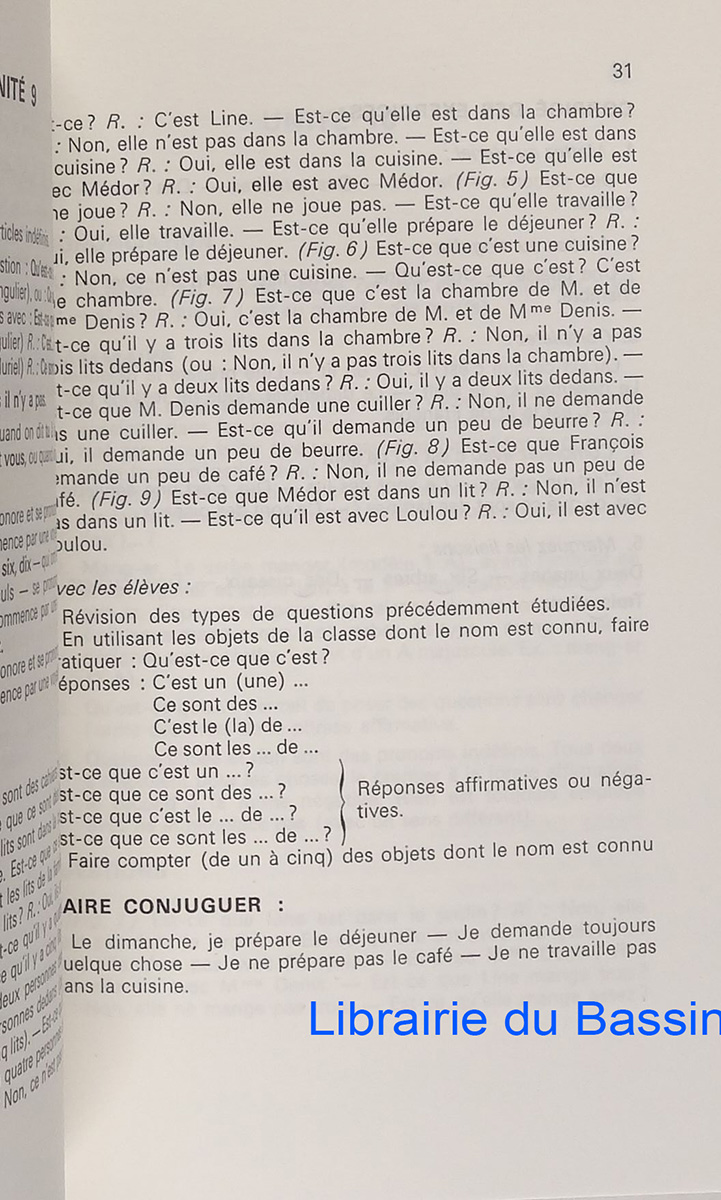 31
NITÉ 9
-ce ? R. : C'est Line. — Est-ce qu'elle est dans la chambre ?
: Non, elle n'est pas dans la chambre. — Est-ce qu'elle est dans
cuisine ? R. : Oui, elle est dans la cuisine. — Est-ce qu'elle est
ec Médor ? R. : Oui, elle est avec Médor. (Fig. 5) Est-ce que
ne joue ? R. : Non, elle ne joue pas. — Est-ce qu'elle travaille ?
: Oui, elle travaille. — Est-ce qu'elle prépare le déjeuner ? R. :
ui, elle prépare le déjeuner. (Fig. 6) Est-ce que c'est une cuisine ?
: Non, ce n'est pas une cuisine. — Qu'est-ce que c'est ? C'est
e chambre. (Fig. 7) Est-ce que c'est la chambre de M. et de
me Denis ? R. : Oui, c'est la chambre de M. et de Mme Denis. —
t-ce qu'il y a trois lits dans la chambre ? R. : Non, il n'y a pas
ois lits dedans (ou : Non, il n'y a pas trois lits dans la chambre). —
t-ce qu'il y a deux lits dedans ? R. : Oui, il y a deux lits dedans. —
t-ce que M. Denis demande une cuiller ? R. : Non, il ne demande
as une cuiller. — Est-ce qu'il demande un peu de beurre ? R. :
ui, il demande un peu de beurre. (Fig. 8) Est-ce que François
emande un peu de café ? R. : Non, il ne demande pas un peu de
afé. (Fig. 9) Est-ce que Médor est dans un lit ? R. : Non, il n'est
as dans un lit. — Est-ce qu'il est avec Loulou ? R. : Oui, il est avec
oulou.
vec les élèves :
Révision des types de questions précédemment étudiées.
En utilisant les objets de la classe dont le nom est connu, faire
ratiquer : Qu'est-ce que c'est ?
éponses : C'est un (une) ...
Ce sont des ...
C'est le (la) de ...
Ce sont les ... de ...
st-ce que c'est un ... ?
st-ce que ce sont des ... ?
st-ce que c'est le ... de ... ?
st-ce que ce sont les ... de ... ?
Réponses affirmatives ou néga-
tives.
Faire compter (de un à cinq) des objets dont le nom est connu
AIRE CONJUGUER :
Le dimanche, je prépare le déjeuner — Je demande toujours
uelque chose — Je ne prépare pas le café — Je ne travaille pas
ans la cuisine.
Librairie du Bassin